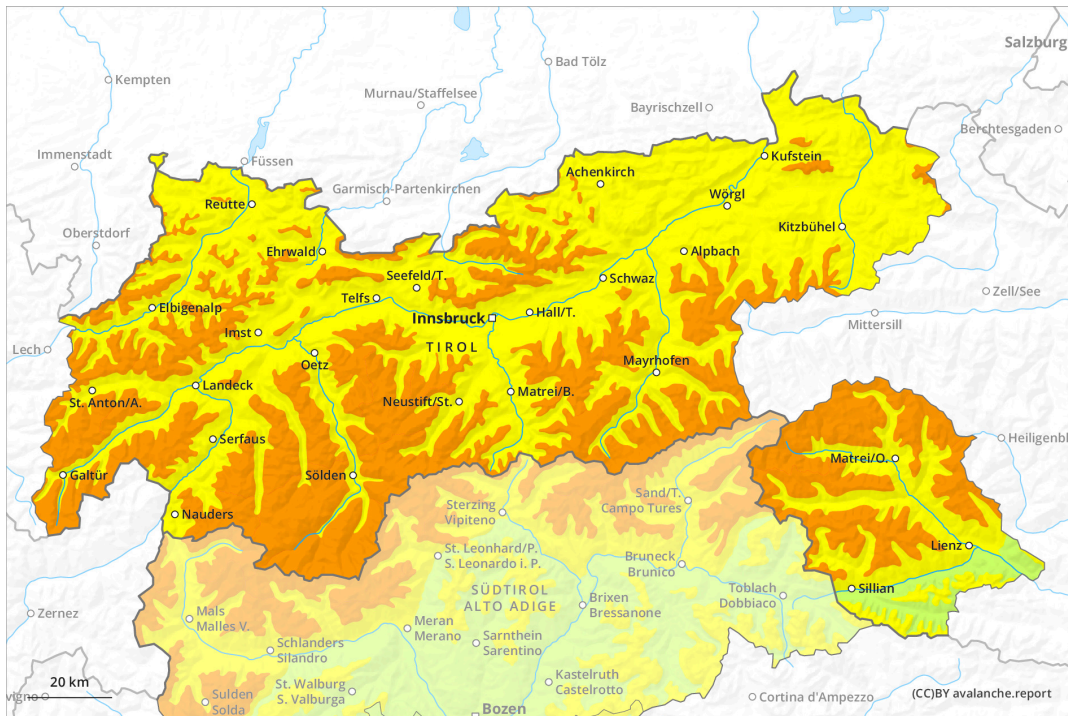 Salzburg
Bad Tölz
Kempten
Murnau/Staffelsee
Bayrischzell
Berchtesgaden
Immenstadt
Füssen
Kufstein
Achenkirch
Garmisch-Partenkirchen
Reutte
Wörgl
Oberstdorf
Kitzbühel
Ehrwald
Alpbach
Seefeld/T.
Schwaz
Zell/See
Telfs
Elbigenalp
Innsbruck
Hall/T.
Mittersill
Imst
TIROL
Lech
Oetz
Mayrhofen
Landeck
St. Anton/A.
Neustift/St.
Matrei/B.
Serfaus
Heiligenbl
Matrei/O.
Galtür
Sölden
Sand/T.
Campo Tures
Sterzing
Vipiteno
Nauders
Lienz
St. Leonhard/P.
S. Leonardo i. P.
Bruneck
Brunico
Sillian
SÜDTIROL
ALTO ADIGE
Toblach
Dobbiaco
Zernez
Mals
Malles V.
Brixen
Bressanone
Meran
Merano
Schlanders
Silandro
Sarnthein
Sarentino
20 km
St. Walburg
S. Valburga
Kastelruth
Castelrotto
vigno
Sulden
Solda
Cortina d'Ampezzo
(CC)BY avalanche.report
Bozen